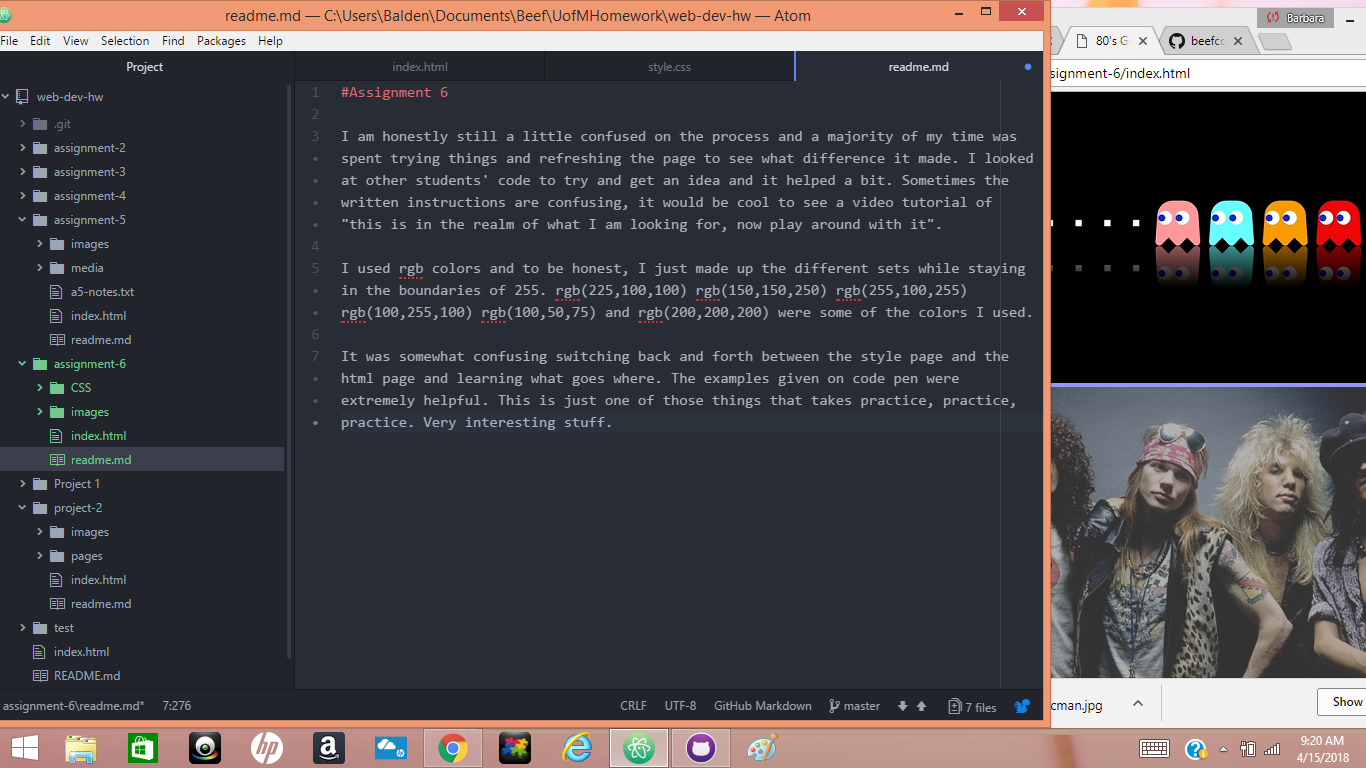 readme.md — C:\Users\Balden\Documents\Beef\UofMHomework\web-dev-hw — Atom
Barbara
File Edit View Selection Find Packages Help
80's G
beefcc
Project
index.html
style.css
readme.md
signment-6/index.html
web-dev-hw
.git
assignment-2
assignment-3
assignment-4
assignment-5
images
media
a5-notes.txt
index.html
readme.md
assignment-6
CSS
images
index.html
readme.md
Project 1
project-2
images
pages
index.html
readme.md
test
index.html
README.md
1 #Assignment 6
2
3 I am honestly still a little confused on the process and a majority of my time was
• spent trying things and refreshing the page to see what difference it made. I looked
• at other students' code to try and get an idea and it helped a bit. Sometimes the
• written instructions are confusing, it would be cool to see a video tutorial of
• "this is in the realm of what I am looking for, now play around with it".
4
5 I used rgb colors and to be honest, I just made up the different sets while staying
• in the boundaries of 255. rgb(225,100,100) rgb(150,150,250) rgb(255,100,255)
• rgb(100,255,100) rgb(100,50,75) and rgb(200,200,200) were some of the colors I used.
6
7 It was somewhat confusing switching back and forth between the style page and the
• html page and learning what goes where. The examples given on code pen were
• extremely helpful. This is just one of those things that takes practice, practice,
• practice. Very interesting stuff.
assignment-6\readme.md* 7:276
CRLF UTF-8 GitHub Markdown master 7 files
cman.jpg
Show
hp
a
9:20 AM
4/15/2018